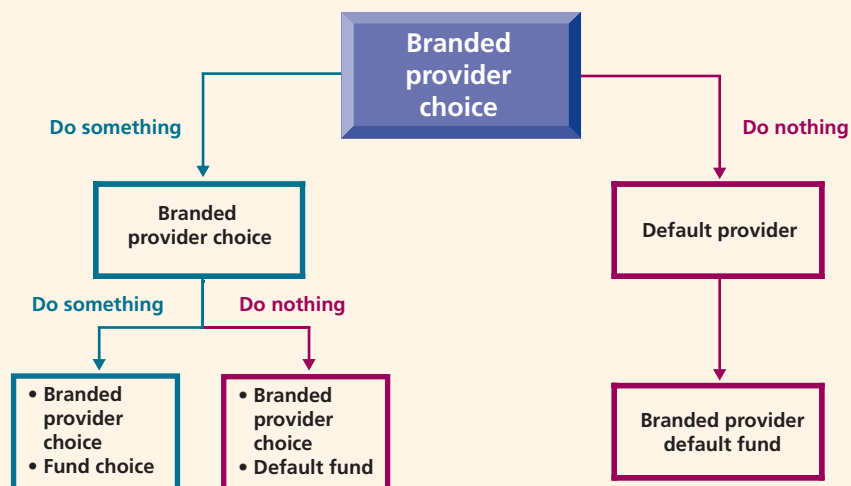 Branded
provider
choice
Do something
Do nothing
Branded
provider choice
Default provider
Do something
Do nothing
• Branded
provider
choice
• Fund choice
• Branded
provider
choice
• Default fund
Branded provider
default fund